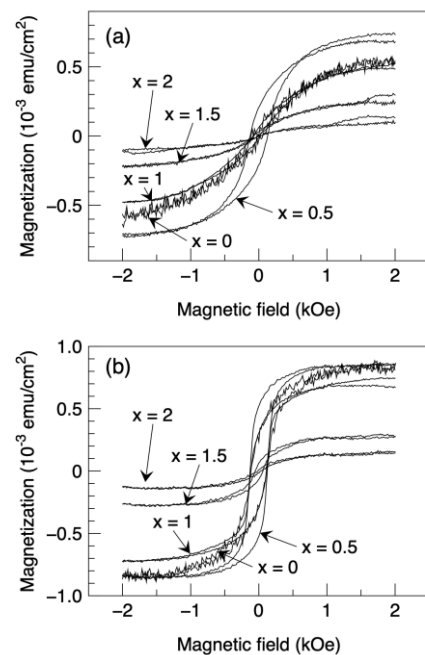 (a)
Magnetization (10⁻³ emu/cm²)
0.5
0
-0.5
x = 2
x = 1.5
x = 1
x = 0
x = 0.5
-2 -1 0 1 2
Magnetic field (kOe)
(b)
Magnetization (10⁻³ emu/cm²)
1.0
0.5
0
-0.5
-1.0
x = 2
x = 1.5
x = 1
x = 0
x = 0.5
-2 -1 0 1 2
Magnetic field (kOe)